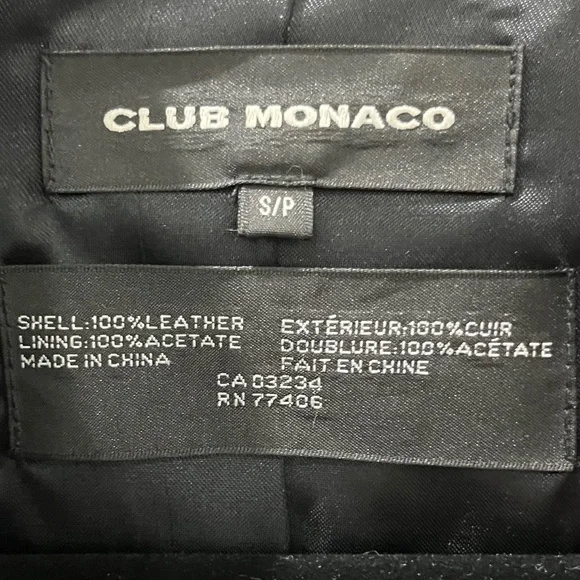 CLUB MONACO
S/P
SHELL:100%LEATHER
LINING:100%ACETATE
MADE IN CHINA
EXTÉRIEUR:100%CUIR
DOUBLURE:100%ACÉTATE
FAIT EN CHINE
CA 03234
RN 77406